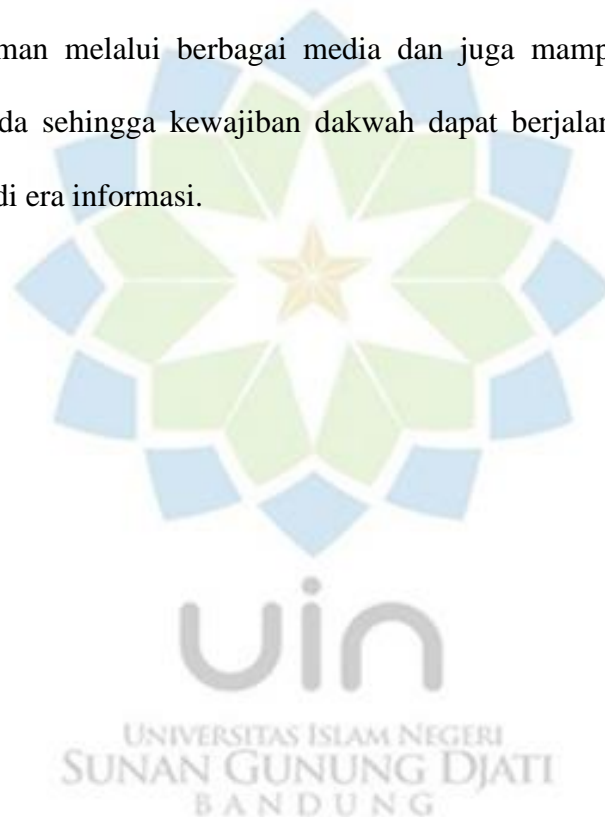 man melalui berbagai media dan juga mamp
da sehingga kewajiban dakwah dapat berjalan
di era informasi.
uin
UNIVERSITAS ISLAM NEGERI
SUNAN GUNUNG DJATI
BANDUNG